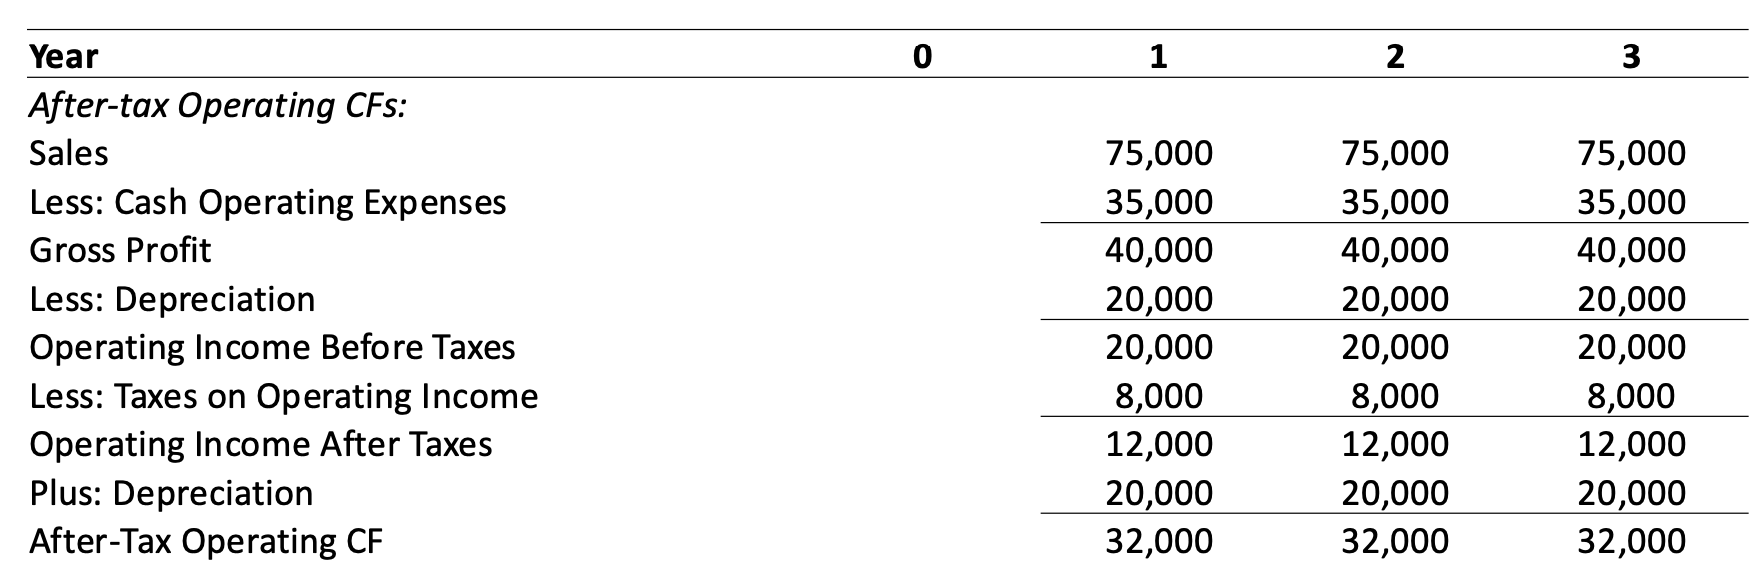 Year 0 1 2 3
After-tax Operating CFs:
Sales 75,000 75,000 75,000
Less: Cash Operating Expenses 35,000 35,000 35,000
Gross Profit 40,000 40,000 40,000
Less: Depreciation 20,000 20,000 20,000
Operating Income Before Taxes 20,000 20,000 20,000
Less: Taxes on Operating Income 8,000 8,000 8,000
Operating Income After Taxes 12,000 12,000 12,000
Plus: Depreciation 20,000 20,000 20,000
After-Tax Operating CF 32,000 32,000 32,000